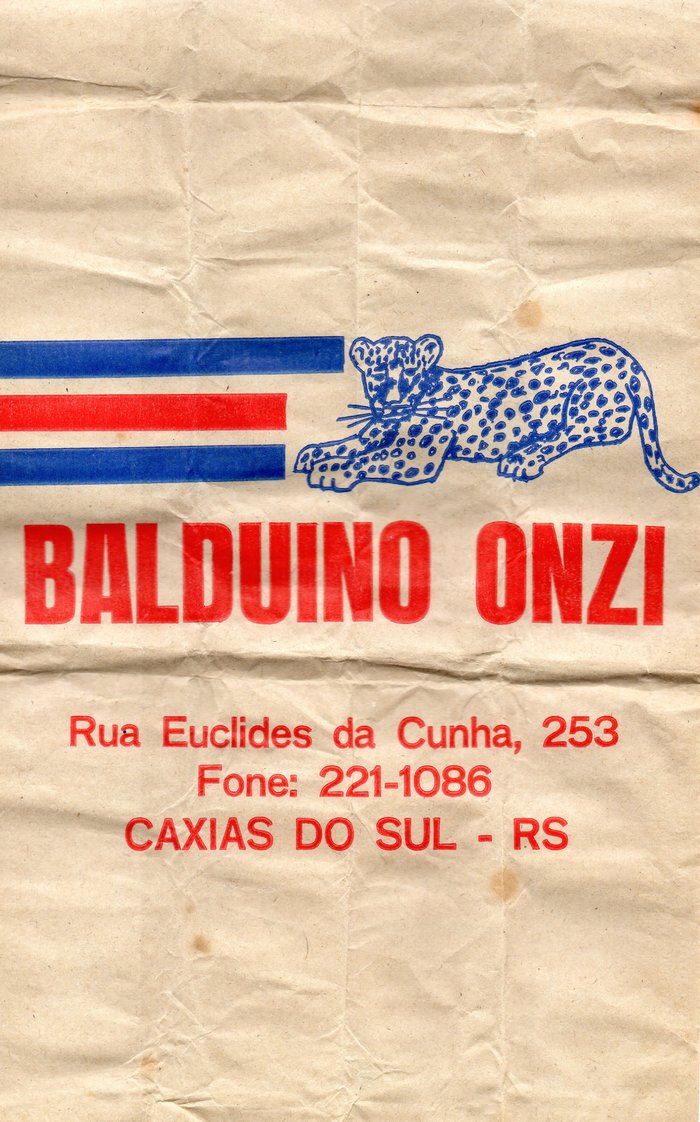 BALDUINO ONZI
Rua Euclides da Cunha, 253
Fone: 221-1086
CAXIAS DO SUL - RS